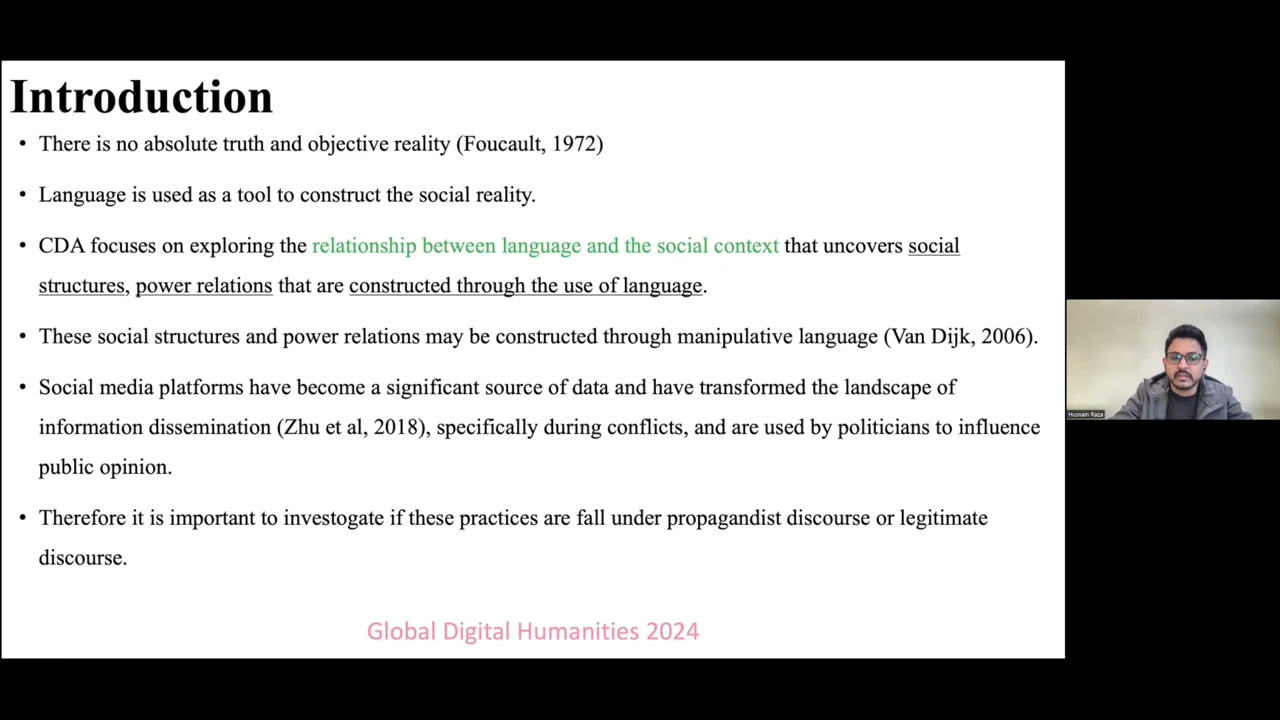 Introduction
• There is no absolute truth and objective reality (Foucault, 1972)
• Language is used as a tool to construct the social reality.
• CDA focuses on exploring the relationship between language and the social context that uncovers social
structures, power relations that are constructed through the use of language.
• These social structures and power relations may be constructed through manipulative language (Van Dijk, 2006).
• Social media platforms have become a significant source of data and have transformed the landscape of
information dissemination (Zhu et al, 2018), specifically during conflicts, and are used by politicians to influence
public opinion.
• Therefore it is important to investogate if these practices are fall under propagandist discourse or legitimate
discourse.
Global Digital Humanities 2024
Husnain Raza